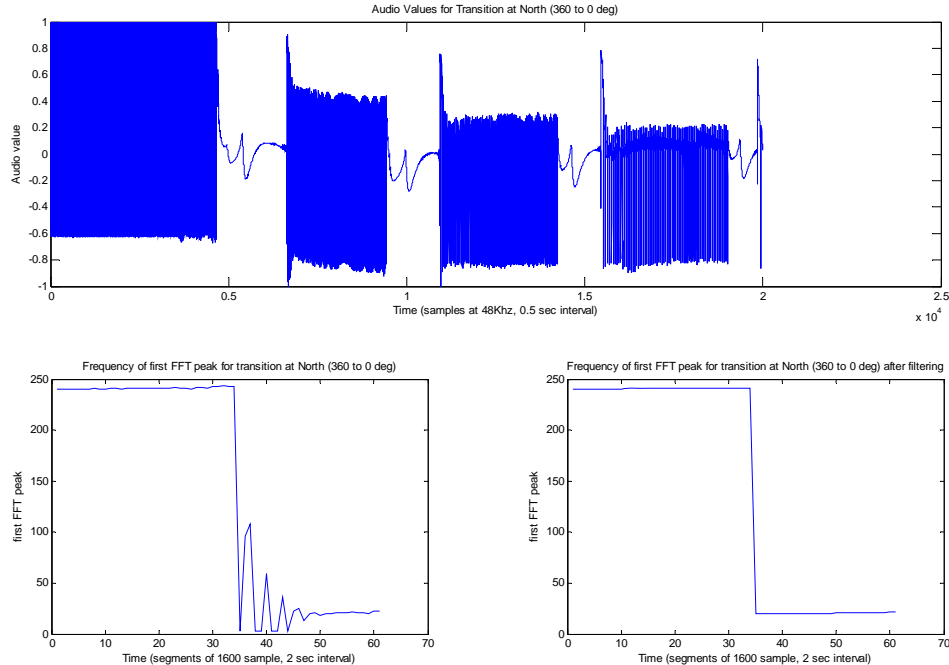 Audio Values for Transition at North (360 to 0 deg)
1
0.8
0.6
0.4
0.2
0
-0.2
-0.4
-0.6
-0.8
-1
Audio value
0 0.5 1 1.5 2 2.5
x 10^4
Time (samples at 48Khz, 0.5 sec interval)
Frequency of first FFT peak for transition at North (360 to 0 deg)
250
200
150
100
50
0
first FFT peak
0 10 20 30 40 50 60 70
Time (segments of 1600 sample, 2 sec interval)
Frequency of first FFT peak for transition at North (360 to 0 deg) after filtering
250
200
150
100
50
0
first FFT peak
0 10 20 30 40 50 60 70
Time (segments of 1600 sample, 2 sec interval)